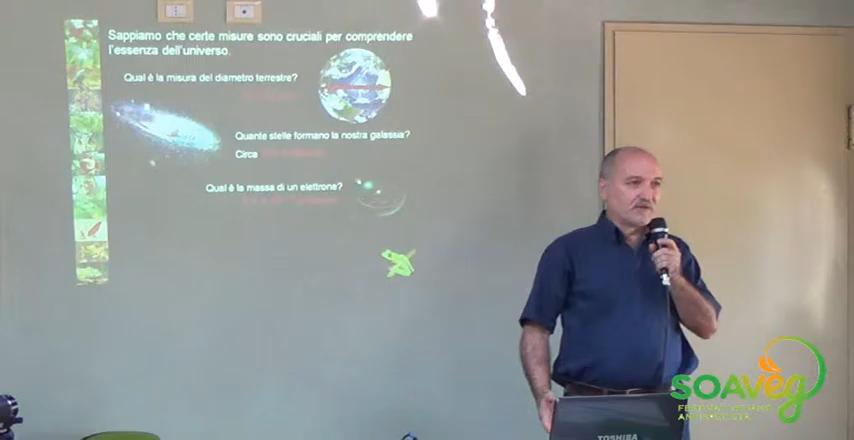 Sappiamo che certe misure sono cruciali per comprendere
l'essenza dell'universo.
Qual è la misura del diametro terrestre?
Quante stelle formano la nostra galassia?
Circa
Qual è la massa di un elettrone?
TOSHIBA
SOAVEg